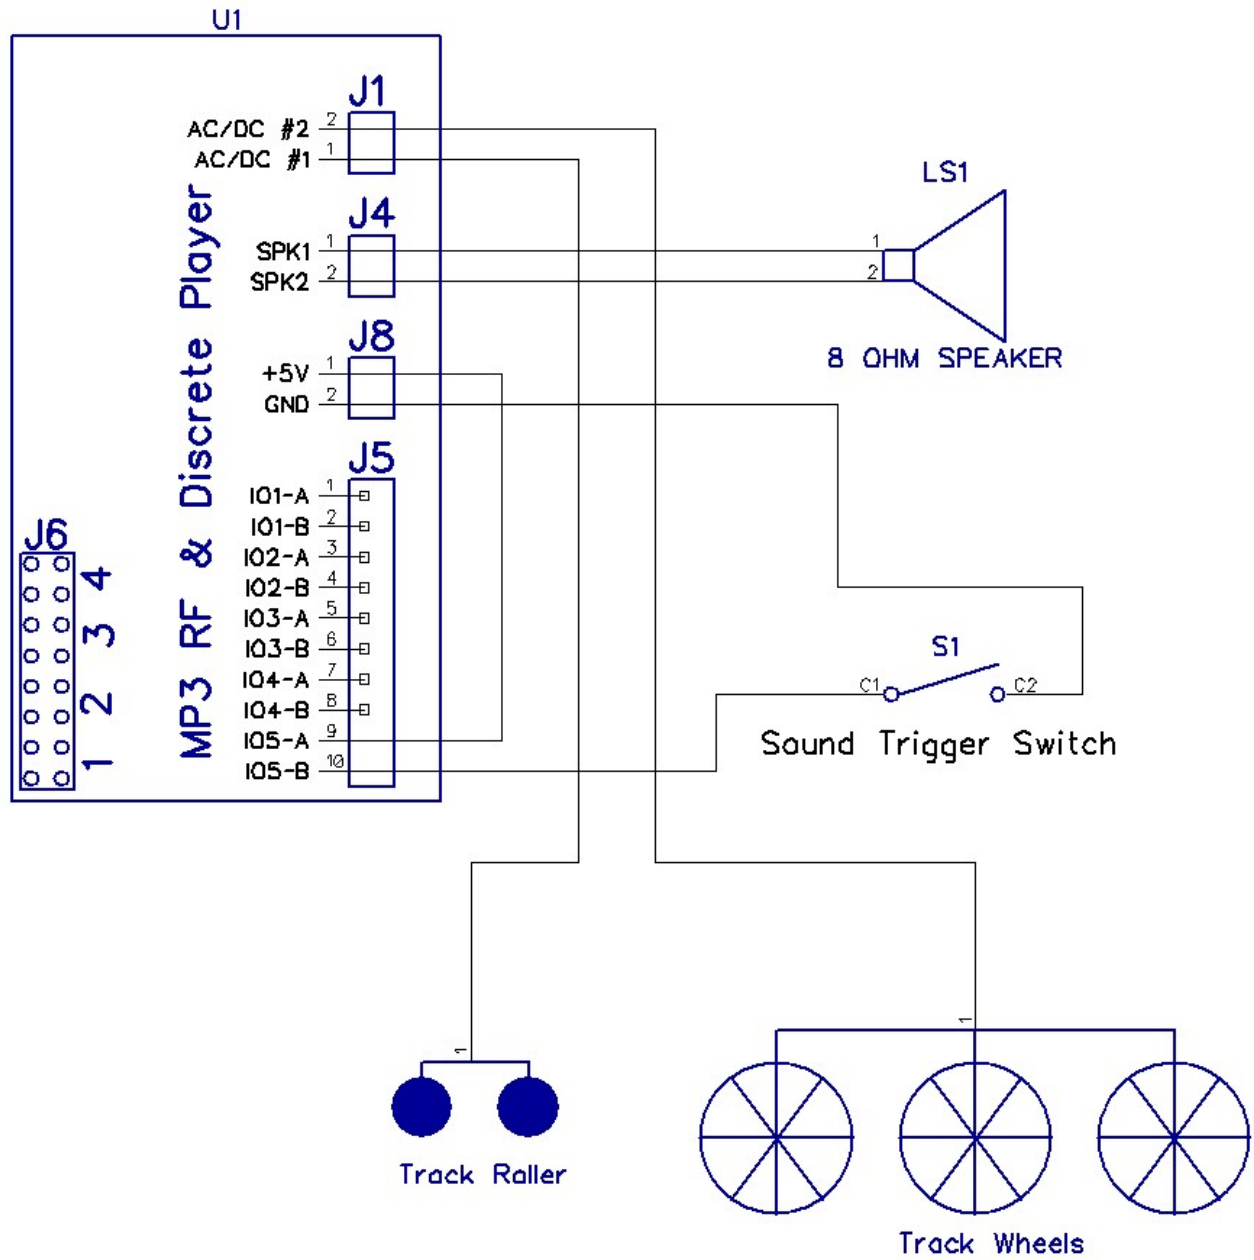 U1
J1
AC/DC #2 2
AC/DC #1 1
MP3 RF & Discrete Player
J4
SPK1 1
SPK2 2
J8
+5V 1
GND 2
J5
IO1-A 1
IO1-B 2
IO2-A 3
IO2-B 4
IO3-A 5
IO3-B 6
IO4-A 7
IO4-B 8
IO5-A 9
IO5-B 10
J6
4
3
2
1
LS1
1
2
8 OHM SPEAKER
S1
C1 C2
Sound Trigger Switch
1
Track Roller
1
Track Wheels